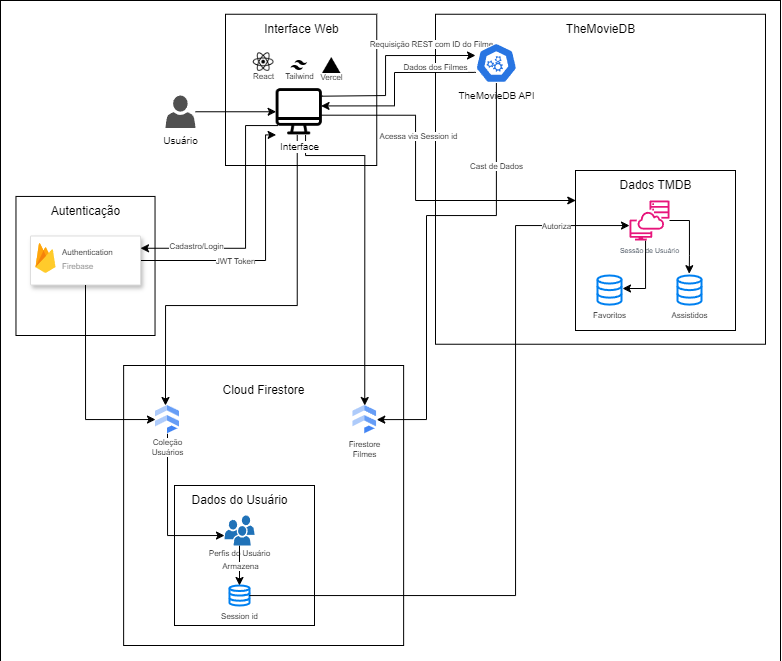 Interface Web
TheMovieDB
Requisição REST com ID do Filme
React
Tailwind
Vercel
Dados dos Filmes
TheMovieDB API
Usuário
Interface
Acessa via Session id
Cast de Dados
Dados TMDB
Autenticação
Authentication
Firebase
Cadastro/Login
JWT Token
Autoriza
Sessão de Usuário
Favoritos
Assistidos
Cloud Firestore
Coleção
Usuários
Firestore
Filmes
Dados do Usuário
Perfis do Usuário
Armazena
Session id